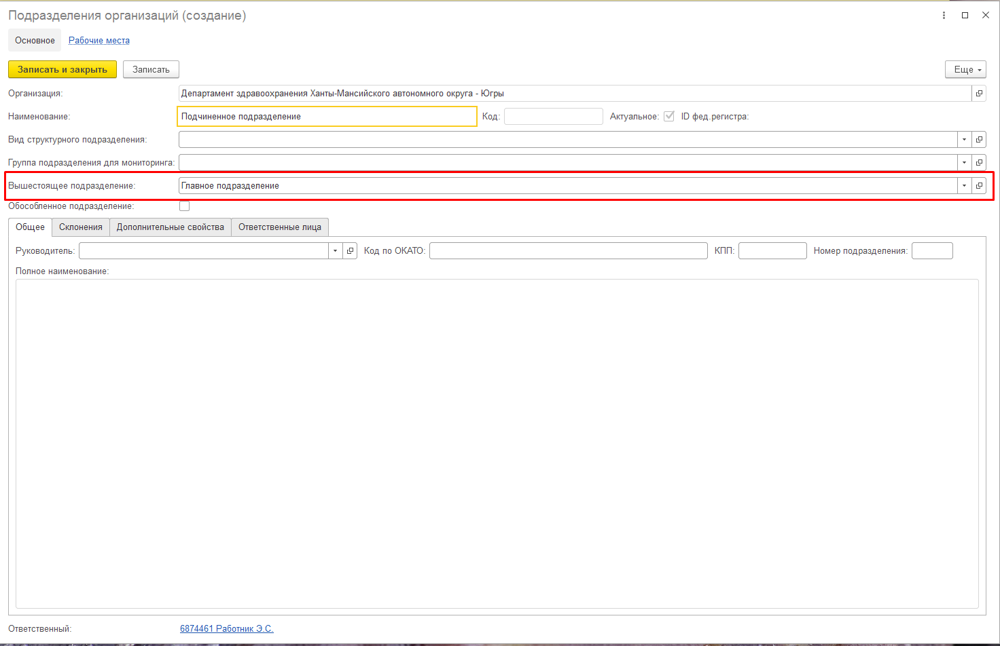 Подразделения организаций (создание)
Основное Рабочие места
Записать и закрыть Записать Еще
Организация: Департамент здравоохранения Ханты-Мансийского автономного округа - Югры
Наименование: Подчиненное подразделение Код: Актуальное: ID фед.регистра:
Вид структурного подразделения:
Группа подразделения для мониторинга:
Вышестоящее подразделение: Главное подразделение
Обособленное подразделение:
Общее Склонения Дополнительные свойства Ответственные лица
Руководитель: Код по ОКАТО: КПП: Номер подразделения:
Полное наименование:
Ответственный: 6874461 Работник Э.С.